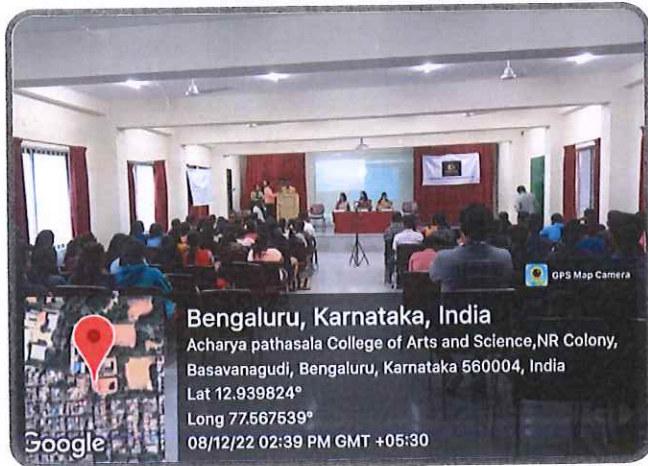 GPS Map Camera
Bengaluru, Karnataka, India
Acharya pathasala College of Arts and Science,NR Colony,
Basavanagudi, Bengaluru, Karnataka 560004, India
Lat 12.939824°
Long 77.567539°
08/12/22 02:39 PM GMT +05:30
Google